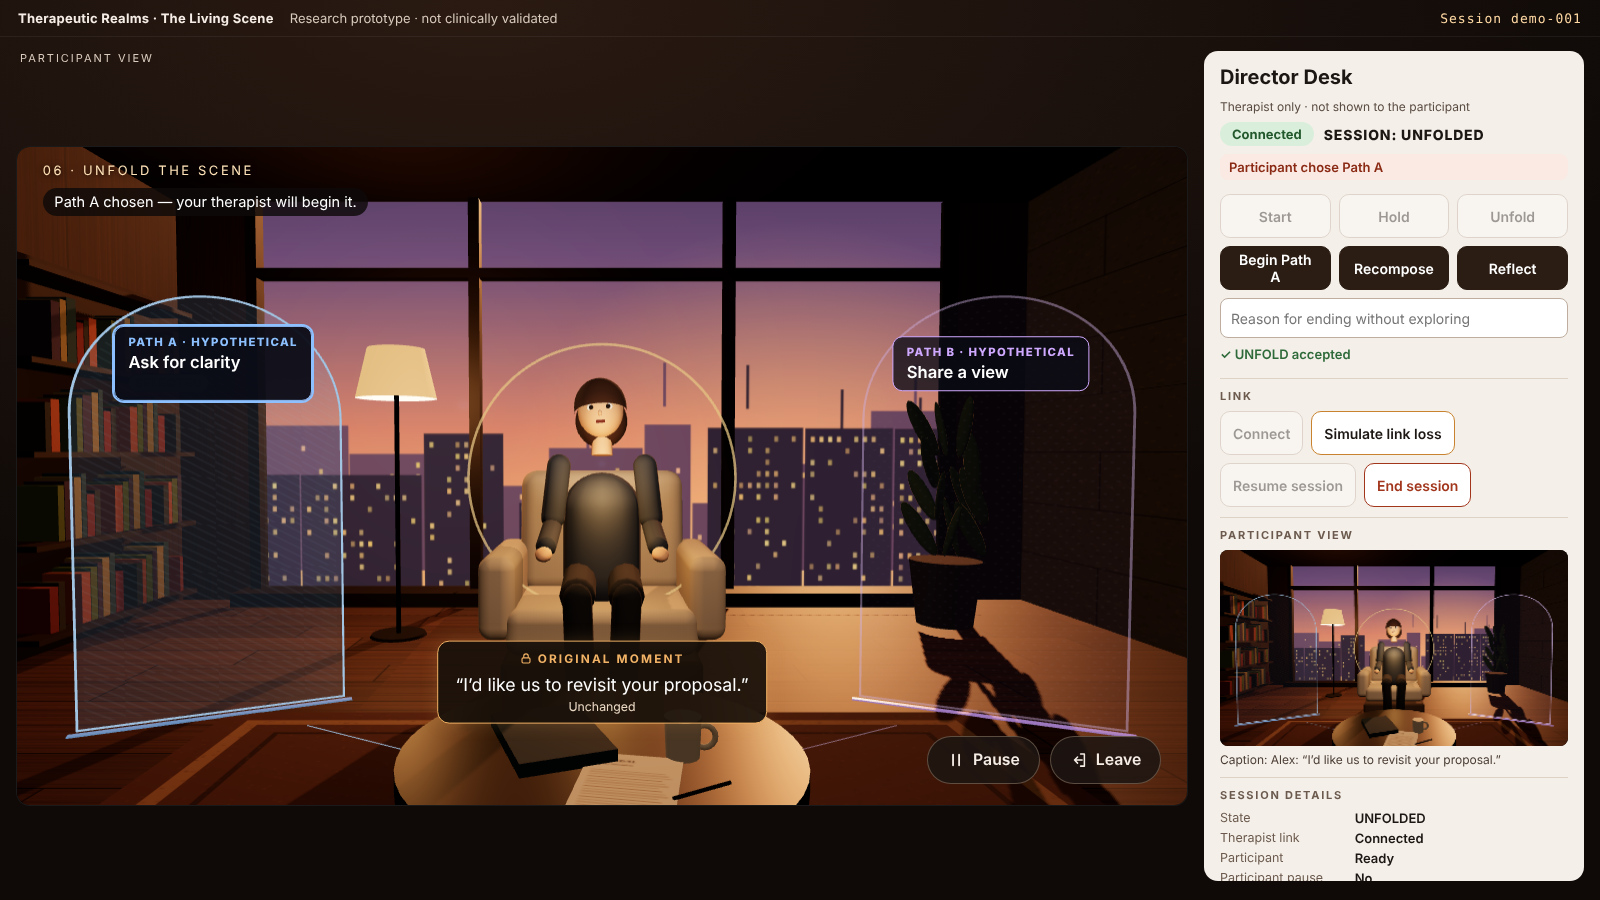 Therapeutic Realms · The Living Scene Research prototype · not clinically validated Session demo-001
PARTICIPANT VIEW
06 · UNFOLD THE SCENE
Path A chosen — your therapist will begin it.
PATH A · HYPOTHETICAL
Ask for clarity
PATH B · HYPOTHETICAL
Share a view
ORIGINAL MOMENT
“I’d like us to revisit your proposal.”
Unchanged
Pause Leave
Director Desk
Therapist only · not shown to the participant
Connected SESSION: UNFOLDED
Participant chose Path A
Start Hold Unfold
Begin Path A Recompose Reflect
Reason for ending without exploring
✓ UNFOLD accepted
LINK
Connect Simulate link loss
Resume session End session
PARTICIPANT VIEW
Caption: Alex: “I’d like us to revisit your proposal.”
SESSION DETAILS
State UNFOLDED
Therapist link Connected
Participant Ready
Participant pause No